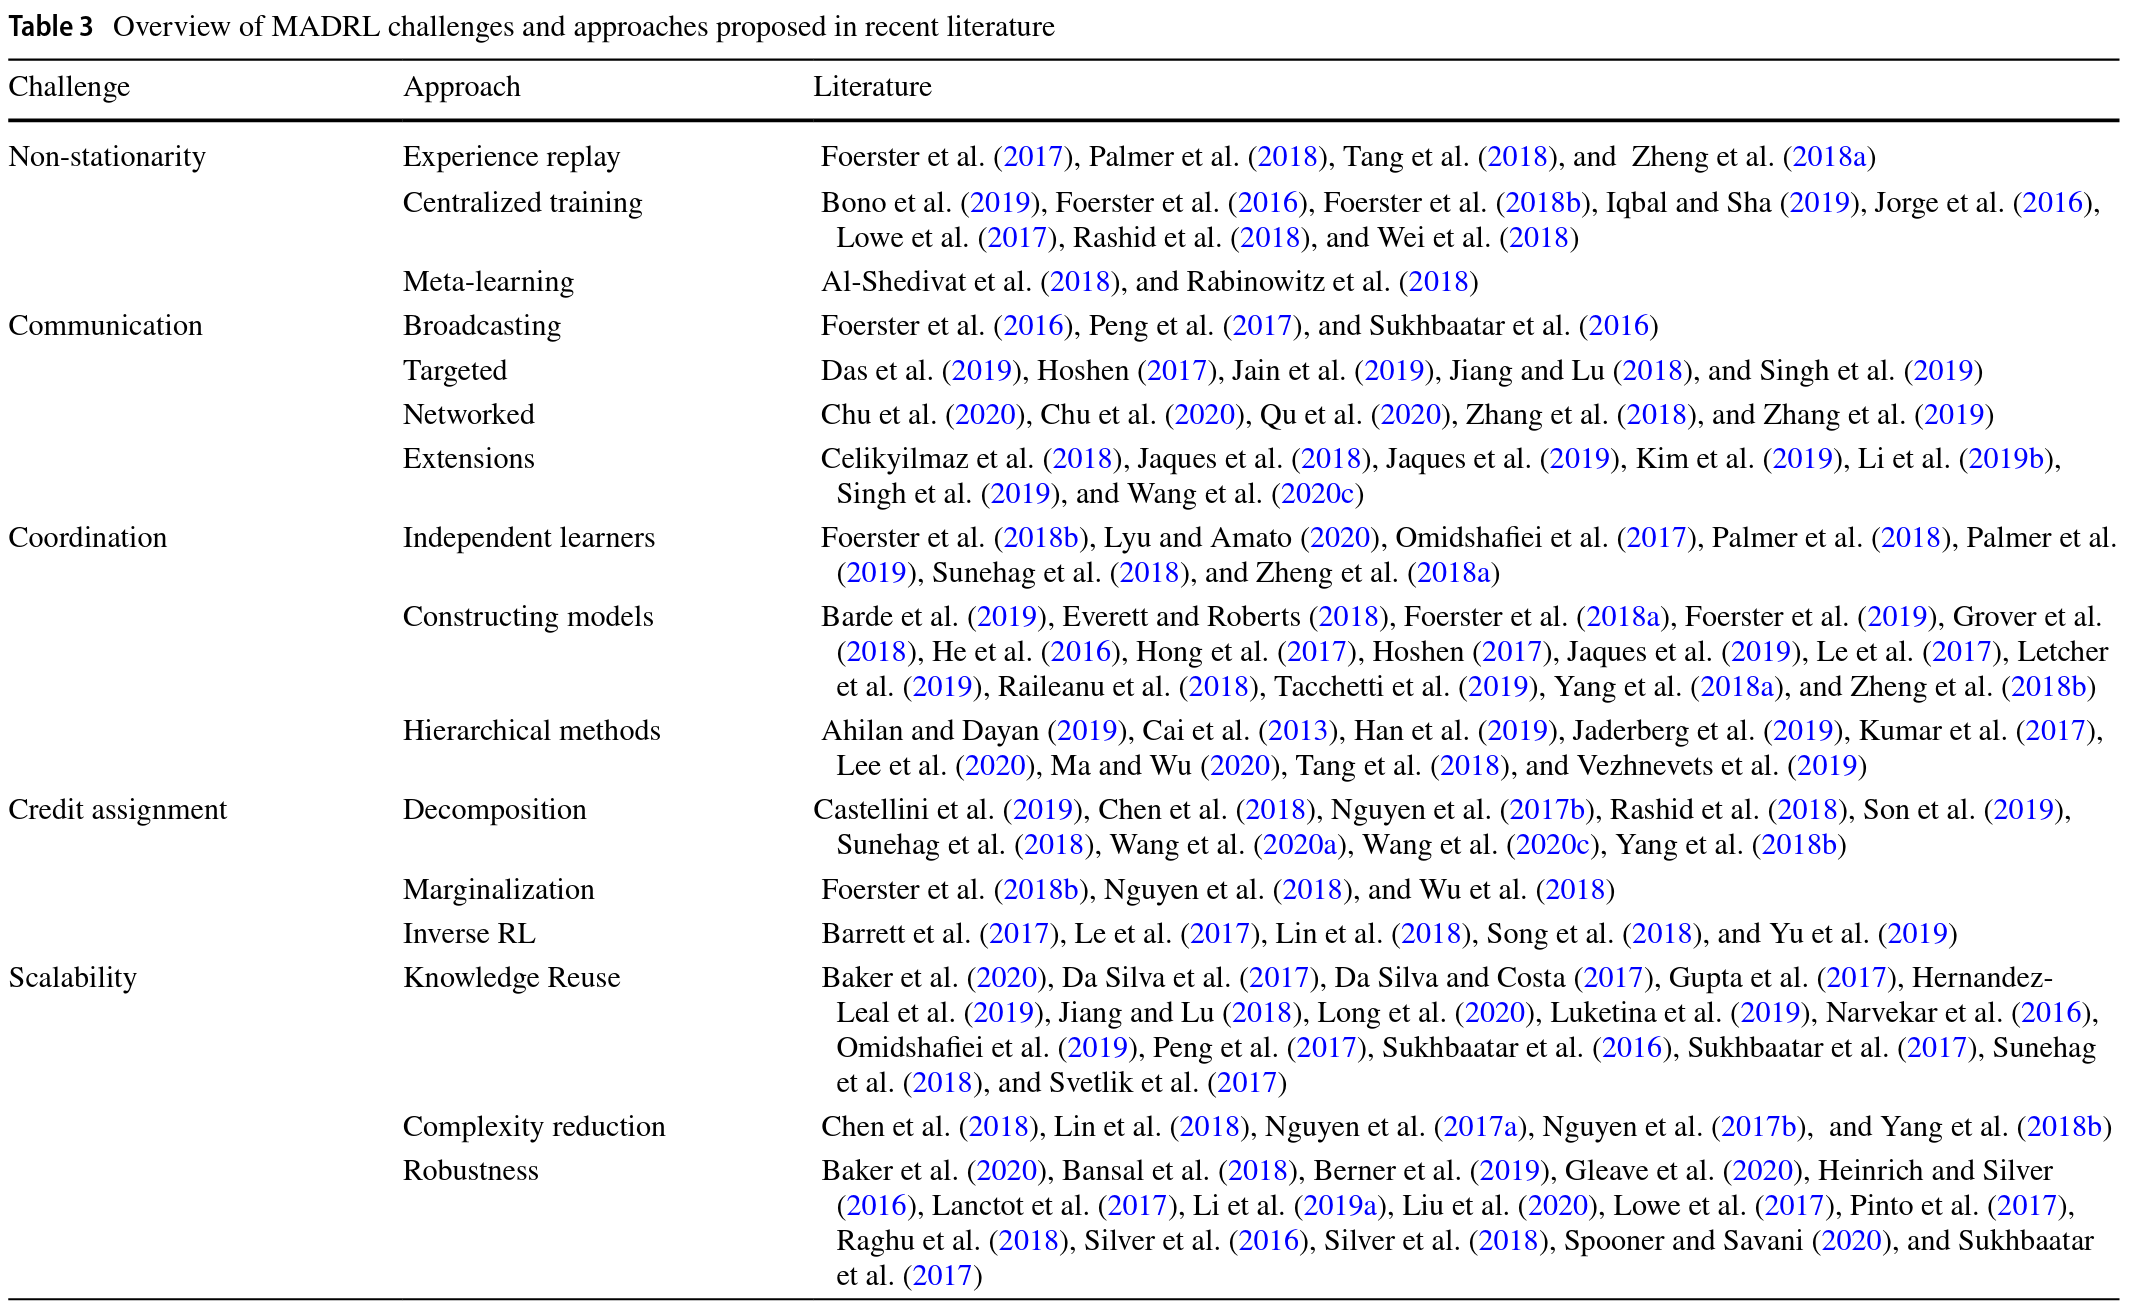 Table 3 Overview of MADRL challenges and approaches proposed in recent literature
Challenge Approach Literature
Non-stationarity Experience replay Foerster et al. (2017), Palmer et al. (2018), Tang et al. (2018), and Zheng et al. (2018a)
Centralized training Bono et al. (2019), Foerster et al. (2016), Foerster et al. (2018b), Iqbal and Sha (2019), Jorge et al. (2016),
Lowe et al. (2017), Rashid et al. (2018), and Wei et al. (2018)
Meta-learning Al-Shedivat et al. (2018), and Rabinowitz et al. (2018)
Communication Broadcasting Foerster et al. (2016), Peng et al. (2017), and Sukhbaatar et al. (2016)
Targeted Das et al. (2019), Hoshen (2017), Jain et al. (2019), Jiang and Lu (2018), and Singh et al. (2019)
Networked Chu et al. (2020), Chu et al. (2020), Qu et al. (2020), Zhang et al. (2018), and Zhang et al. (2019)
Extensions Celikyilmaz et al. (2018), Jaques et al. (2018), Jaques et al. (2019), Kim et al. (2019), Li et al. (2019b),
Singh et al. (2019), and Wang et al. (2020c)
Coordination Independent learners Foerster et al. (2018b), Lyu and Amato (2020), Omidshafiei et al. (2017), Palmer et al. (2018), Palmer et al.
(2019), Sunehag et al. (2018), and Zheng et al. (2018a)
Constructing models Barde et al. (2019), Everett and Roberts (2018), Foerster et al. (2018a), Foerster et al. (2019), Grover et al.
(2018), He et al. (2016), Hong et al. (2017), Hoshen (2017), Jaques et al. (2019), Le et al. (2017), Letcher
et al. (2019), Raileanu et al. (2018), Tacchetti et al. (2019), Yang et al. (2018a), and Zheng et al. (2018b)
Hierarchical methods Ahilan and Dayan (2019), Cai et al. (2013), Han et al. (2019), Jaderberg et al. (2019), Kumar et al. (2017),
Lee et al. (2020), Ma and Wu (2020), Tang et al. (2018), and Vezhnevets et al. (2019)
Credit assignment Decomposition Castellini et al. (2019), Chen et al. (2018), Nguyen et al. (2017b), Rashid et al. (2018), Son et al. (2019),
Sunehag et al. (2018), Wang et al. (2020a), Wang et al. (2020c), Yang et al. (2018b)
Marginalization Foerster et al. (2018b), Nguyen et al. (2018), and Wu et al. (2018)
Inverse RL Barrett et al. (2017), Le et al. (2017), Lin et al. (2018), Song et al. (2018), and Yu et al. (2019)
Scalability Knowledge Reuse Baker et al. (2020), Da Silva et al. (2017), Da Silva and Costa (2017), Gupta et al. (2017), Hernandez-
Leal et al. (2019), Jiang and Lu (2018), Long et al. (2020), Luketina et al. (2019), Narvekar et al. (2016),
Omidshafiei et al. (2019), Peng et al. (2017), Sukhbaatar et al. (2016), Sukhbaatar et al. (2017), Sunehag
et al. (2018), and Svetlik et al. (2017)
Complexity reduction Chen et al. (2018), Lin et al. (2018), Nguyen et al. (2017a), Nguyen et al. (2017b), and Yang et al. (2018b)
Robustness Baker et al. (2020), Bansal et al. (2018), Berner et al. (2019), Gleave et al. (2020), Heinrich and Silver
(2016), Lanctot et al. (2017), Li et al. (2019a), Liu et al. (2020), Lowe et al. (2017), Pinto et al. (2017),
Raghu et al. (2018), Silver et al. (2016), Silver et al. (2018), Spooner and Savani (2020), and Sukhbaatar
et al. (2017)